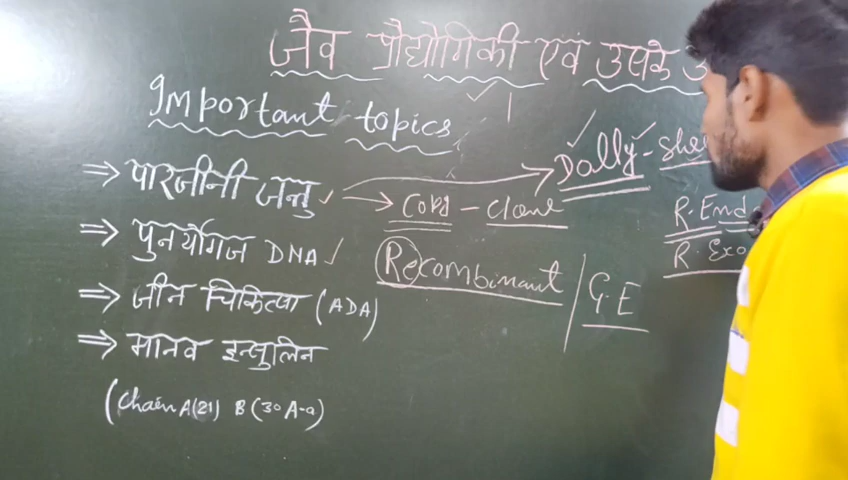 जैव प्रौद्योगिकी एवं उसके
Important topics
⇒ पारजीनी जन्तु ✓ → Dolly - She
→ Copy - Clone
R. End
⇒ पुनर्योगज DNA ✓
Recombinant / G.E
R. Exo
⇒ जीन चिकित्सा (ADA)
⇒ मानव इन्सुलिन
(Chain A(21) B(30 A-a)